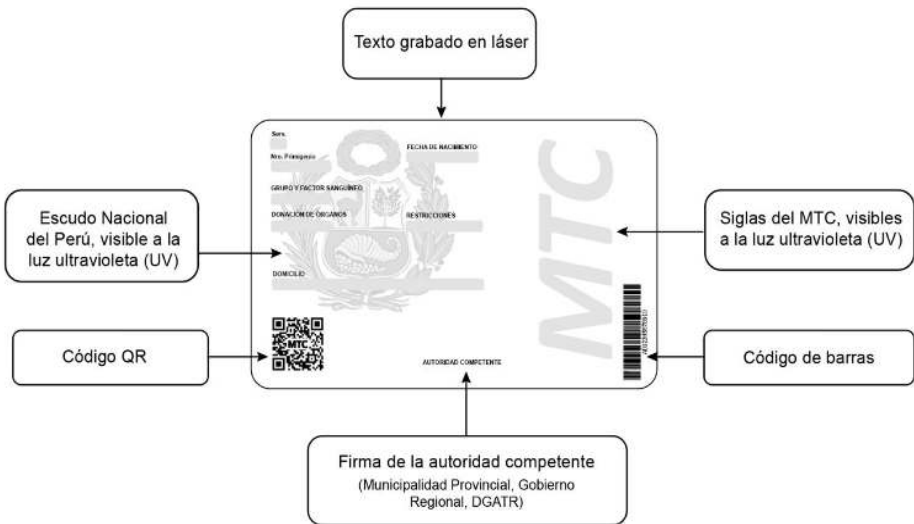 Texto grabado en láser
Sers.
FECHA DE NACIMIENTO
Nro. Primigenio
GRUPO Y FACTOR SANGUÍNEO
DONACIÓN DE ÓRGANOS
RESTRICCIONES
MTC
Escudo Nacional
del Perú, visible a la
luz ultravioleta (UV)
Siglas del MTC, visibles
a la luz ultravioleta (UV)
DOMICILIO
MTC
Código QR
AUTORIDAD COMPETENTE
Código de barras
Firma de la autoridad competente
(Municipalidad Provincial, Gobierno
Regional, DGATR)